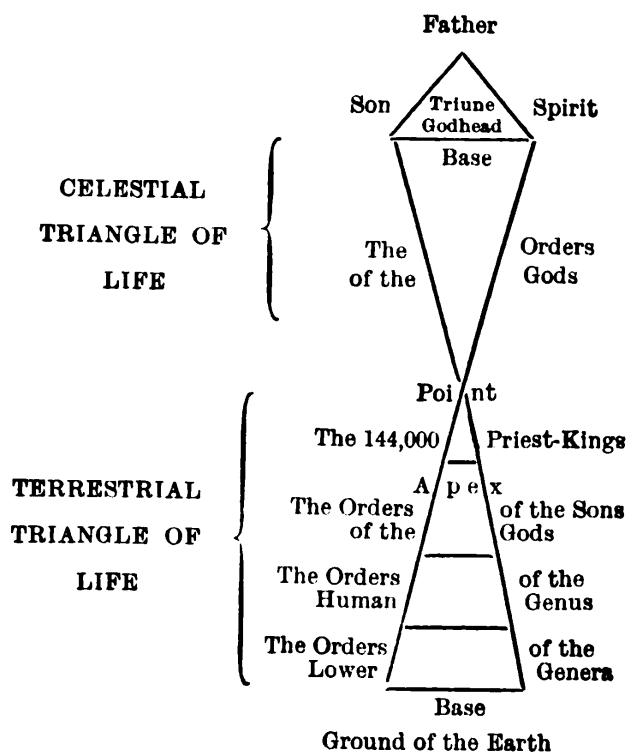 Father
Son Triune Spirit
Godhead
Base
CELESTIAL
TRIANGLE OF
LIFE
The Orders
of the Gods
Point
The 144,000 Priest-Kings
Apex
TERRESTRIAL
TRIANGLE OF
LIFE
The Orders of the Sons
of the Gods
The Orders of the
Human Genus
The Orders of the
Lower Genera
Base
Ground of the Earth